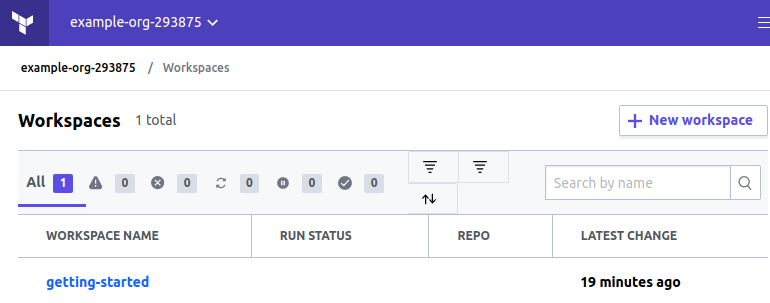 example-org-293875
example-org-293875 / Workspaces
Workspaces 1 total + New workspace
All 1 0 0 0 0 0 Search by name
WORKSPACE NAME RUN STATUS REPO LATEST CHANGE
getting-started 19 minutes ago